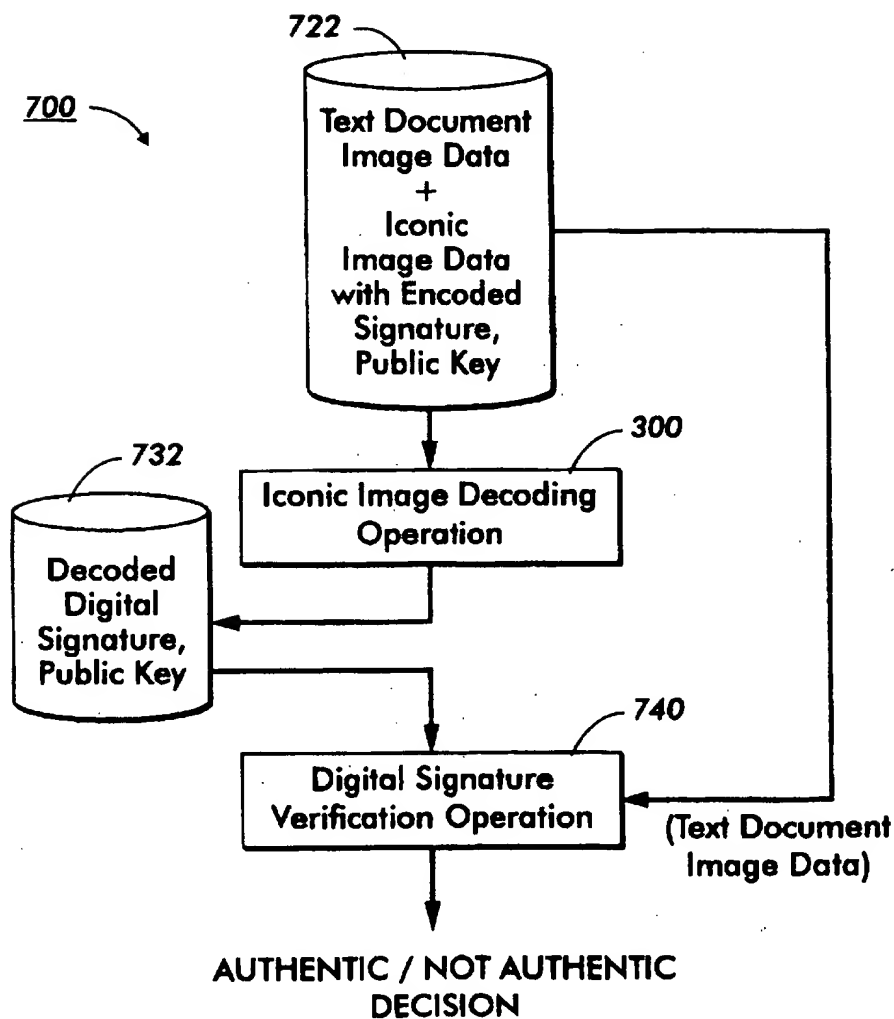 722
700
Text Document
Image Data
+
Iconic
Image Data
with Encoded
Signature,
Public Key
300
732
Iconic Image Decoding
Operation
Decoded
Digital
Signature,
Public Key
740
Digital Signature
Verification Operation
(Text Document
Image Data)
AUTHENTIC / NOT AUTHENTIC
DECISION